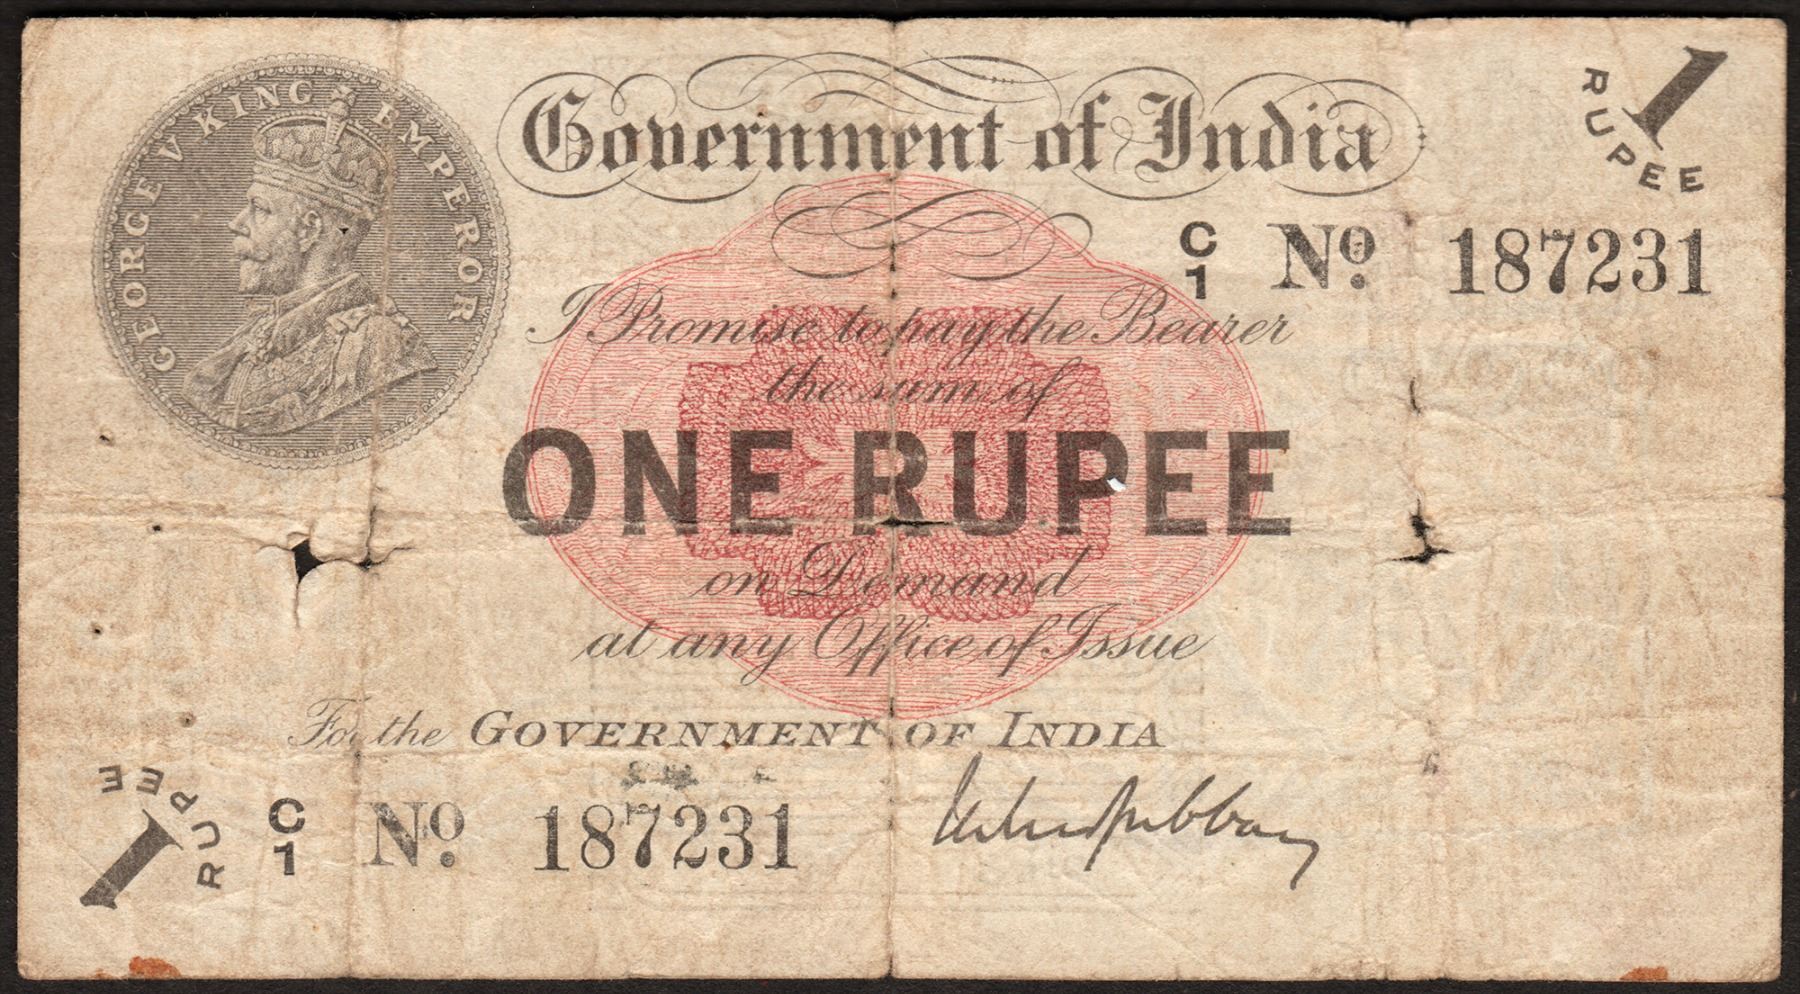 GEORGE V KING EMPEROR
Government of India
1
RUPEE
C/1 No. 187231
I Promise to pay the Bearer
the sum of
ONE RUPEE
on Demand
at any Office of Issue
For the GOVERNMENT OF INDIA
1
RUPEE
C/1 No. 187231